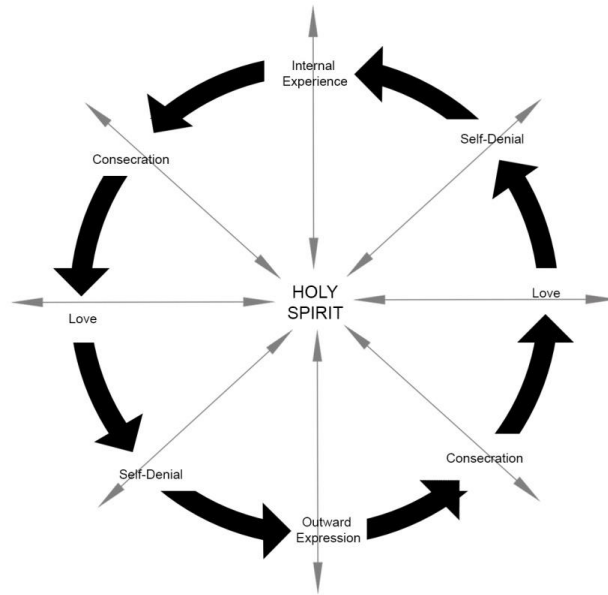 Internal
Experience
Self-Denial
Consecration
HOLY
SPIRIT
Love
Love
Consecration
Self-Denial
Outward
Expression